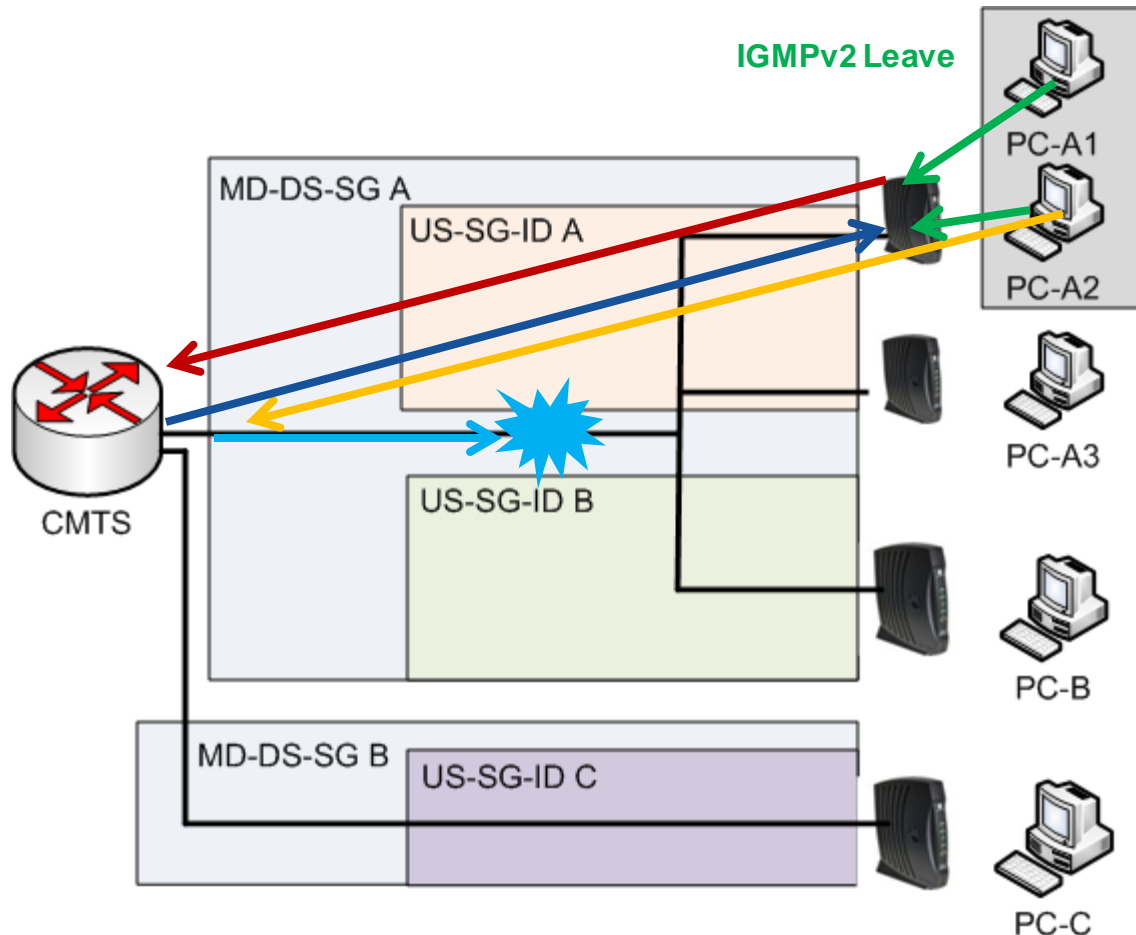 IGMPv2 Leave
PC-A1
MD-DS-SG A
US-SG-ID A
PC-A2
PC-A3
CMTS
US-SG-ID B
PC-B
MD-DS-SG B
US-SG-ID C
PC-C